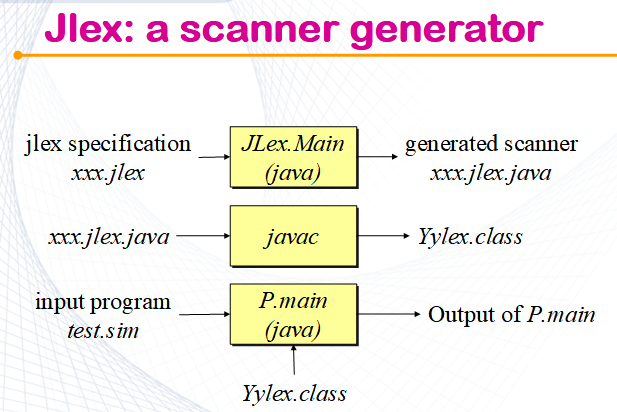 Jlex: a scanner generator
jlex specification
xxx.jlex
JLex.Main
(java)
generated scanner
xxx.jlex.java
xxx.jlex.java
javac
Yylex.class
input program
test.sim
P.main
(java)
Output of P.main
Yylex.class